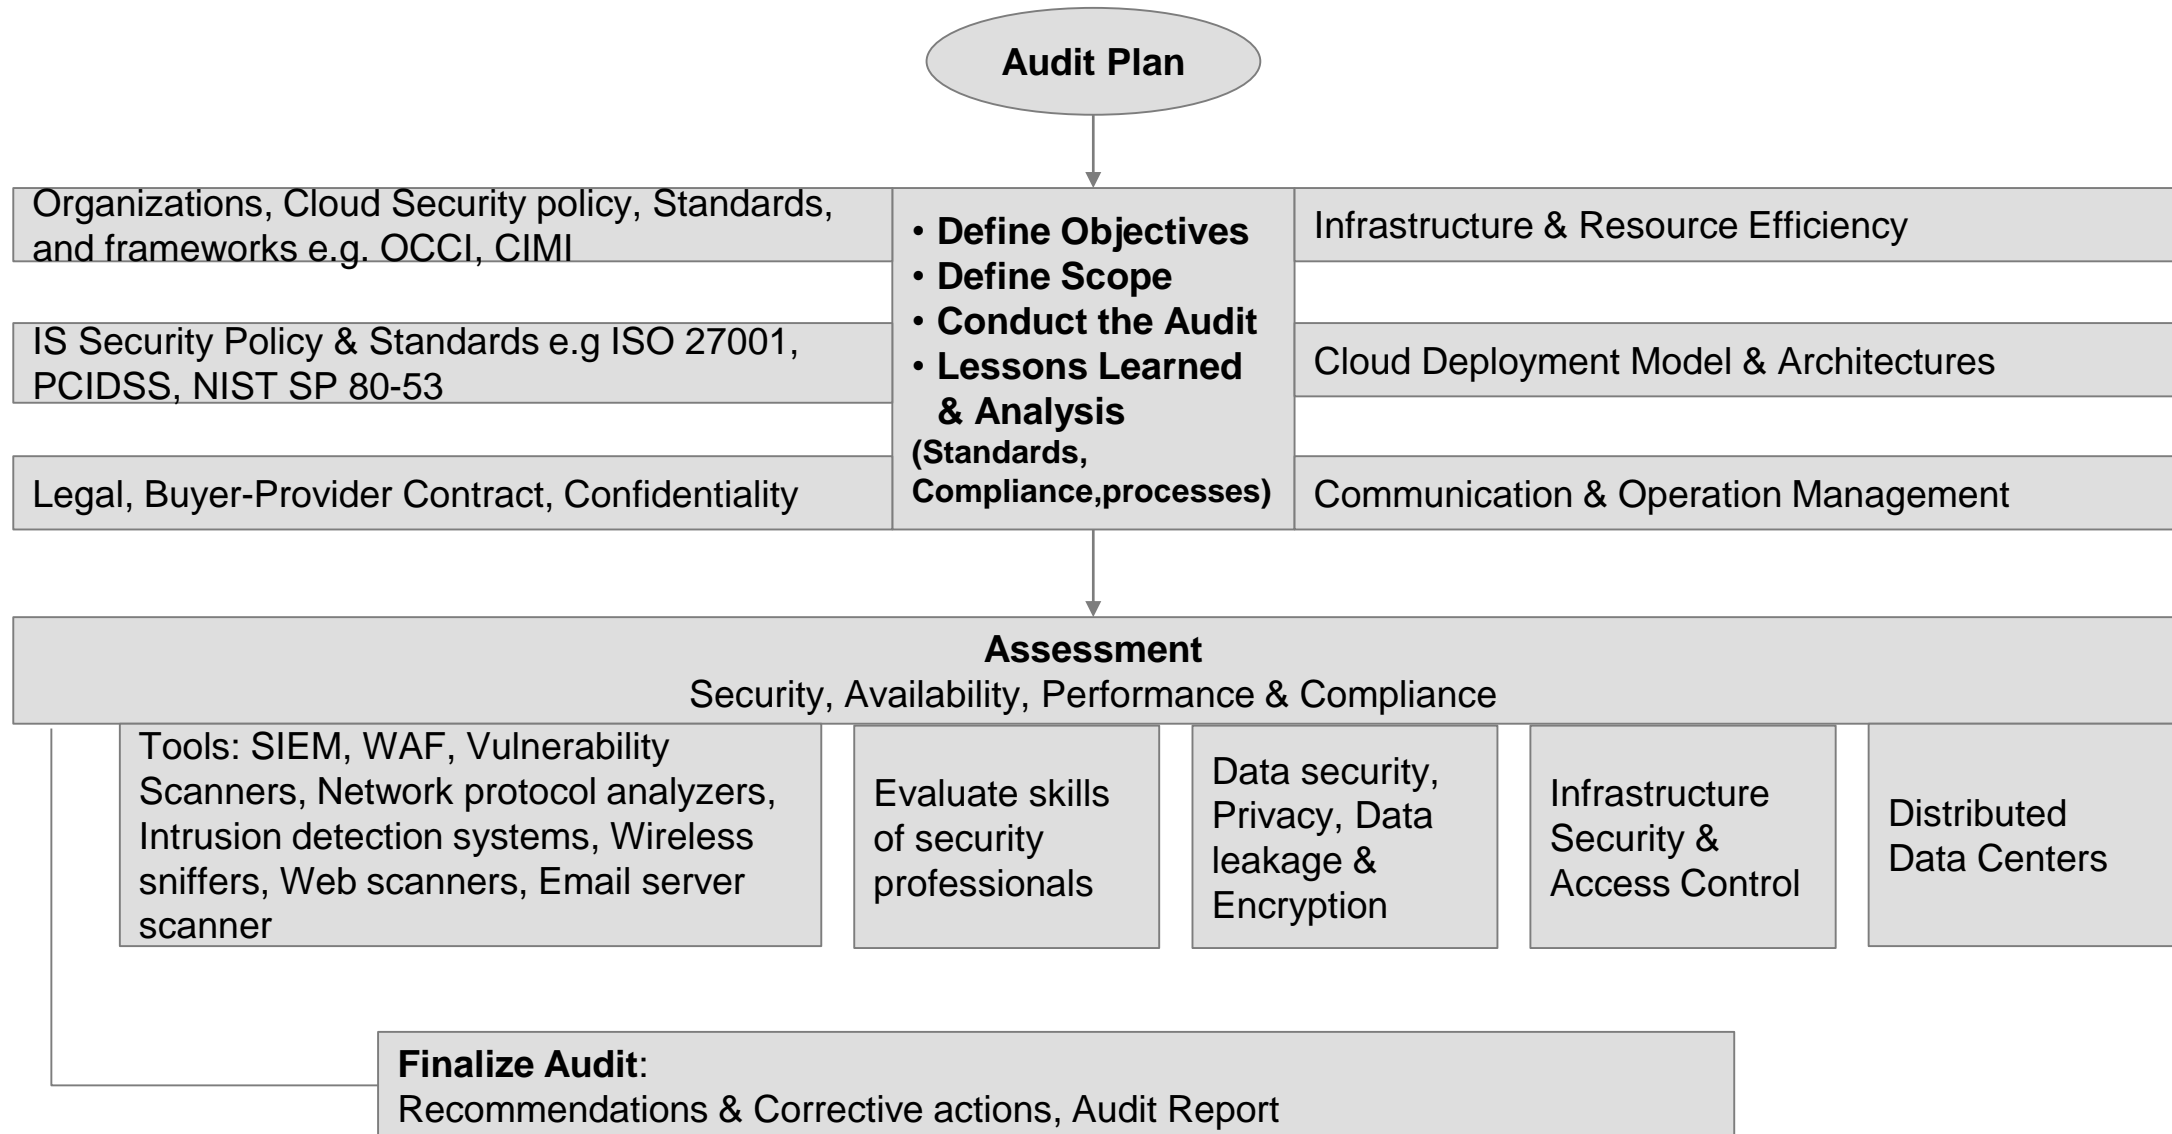 Audit Plan
Organizations, Cloud Security policy, Standards,
and frameworks e.g. OCCI, CIMI
IS Security Policy & Standards e.g ISO 27001,
PCIDSS, NIST SP 80-53
Legal, Buyer-Provider Contract, Confidentiality
• Define Objectives
• Define Scope
• Conduct the Audit
• Lessons Learned
& Analysis
(Standards,
Compliance,processes)
Infrastructure & Resource Efficiency
Cloud Deployment Model & Architectures
Communication & Operation Management
Assessment
Security, Availability, Performance & Compliance
Tools: SIEM, WAF, Vulnerability
Scanners, Network protocol analyzers,
Intrusion detection systems, Wireless
sniffers, Web scanners, Email server
scanner
Evaluate skills
of security
professionals
Data security,
Privacy, Data
leakage &
Encryption
Infrastructure
Security &
Access Control
Distributed
Data Centers
Finalize Audit:
Recommendations & Corrective actions, Audit Report